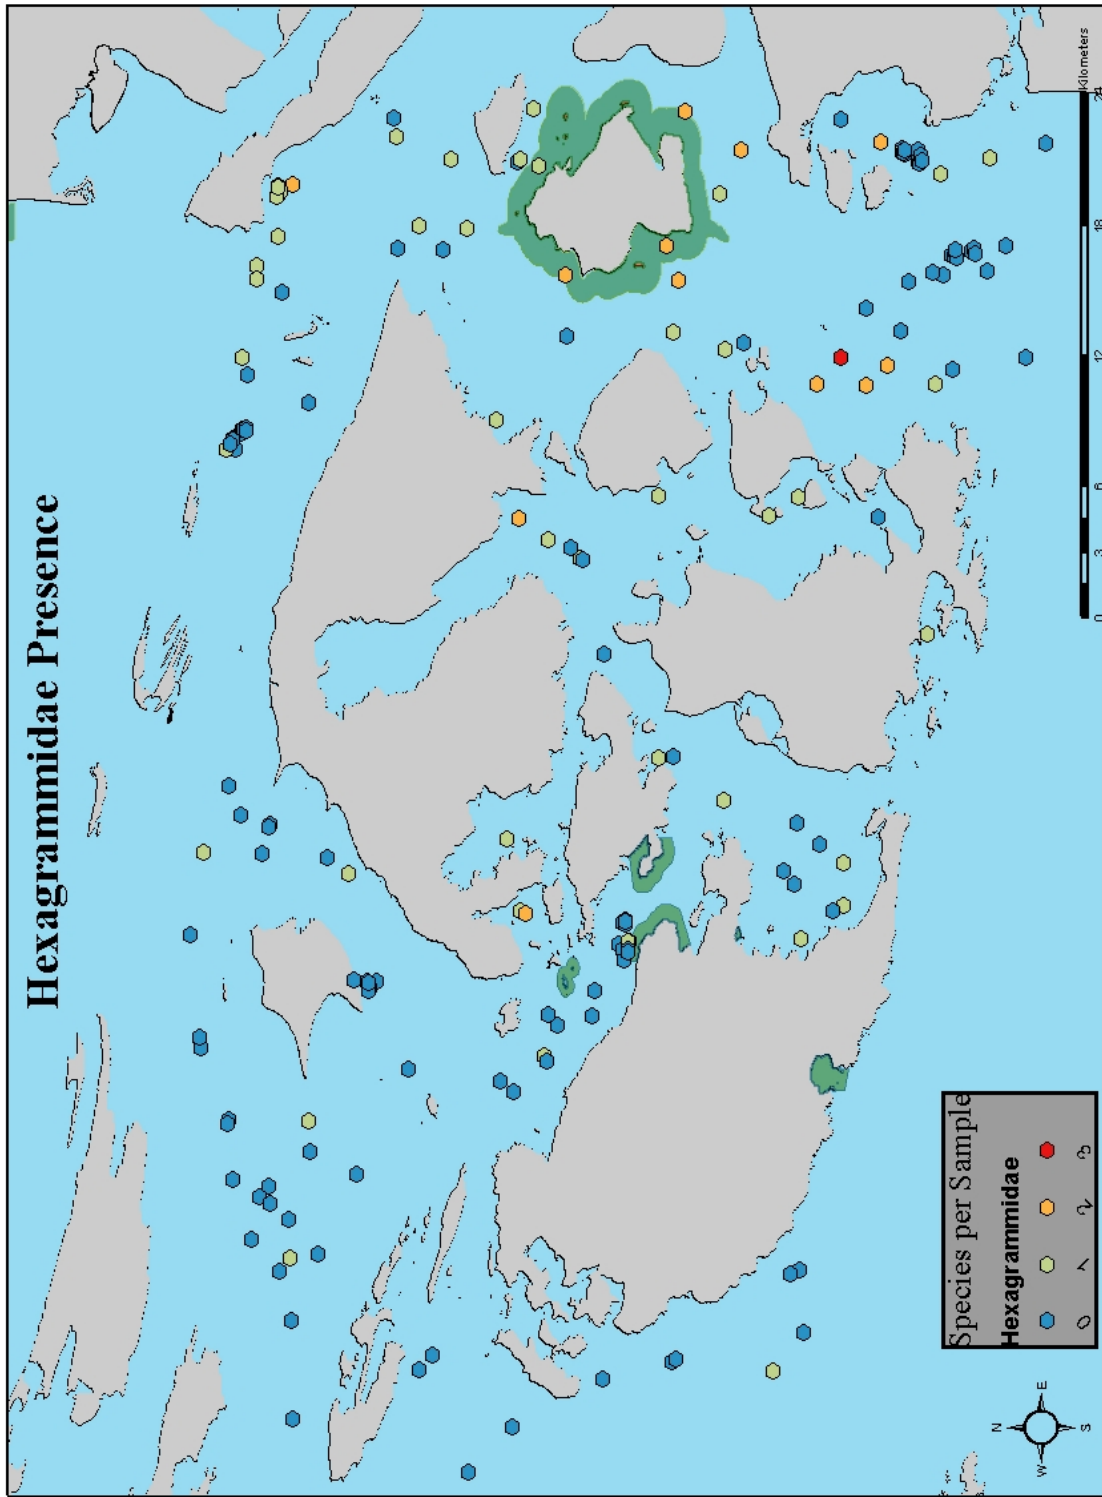 Hexagrammidae Presence
Species per Sample
Hexagrammidae
0 1 2 3
N
W E
S
0 3 6 12 18 24
Kilometers